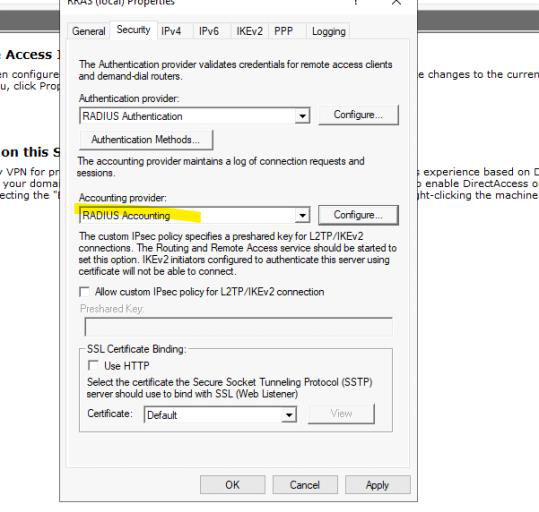 RRAS (local) Properties
General Security IPv4 IPv6 IKEv2 PPP Logging
The Authentication provider validates credentials for remote access clients
and demand-dial routers.
Authentication provider:
RADIUS Authentication
Configure...
Authentication Methods...
The accounting provider maintains a log of connection requests and
sessions.
Accounting provider:
RADIUS Accounting
Configure...
The custom IPsec policy specifies a preshared key for L2TP/IKEv2
connections. The Routing and Remote Access service should be started to
set this option. IKEv2 initiators configured to authenticate this server using
certificate will not be able to connect.
Allow custom IPsec policy for L2TP/IKEv2 connection
Preshared Key:
SSL Certificate Binding:
Use HTTP
Select the certificate the Secure Socket Tunneling Protocol (SSTP)
server should use to bind with SSL (Web Listener)
Certificate: Default View
OK Cancel Apply
Access
en configure
u, click Prop
on this S
y VPN for pr
your doma
ecting the "
e changes to the curren
s experience based on D
o enable DirectAccess o
ght-clicking the machine